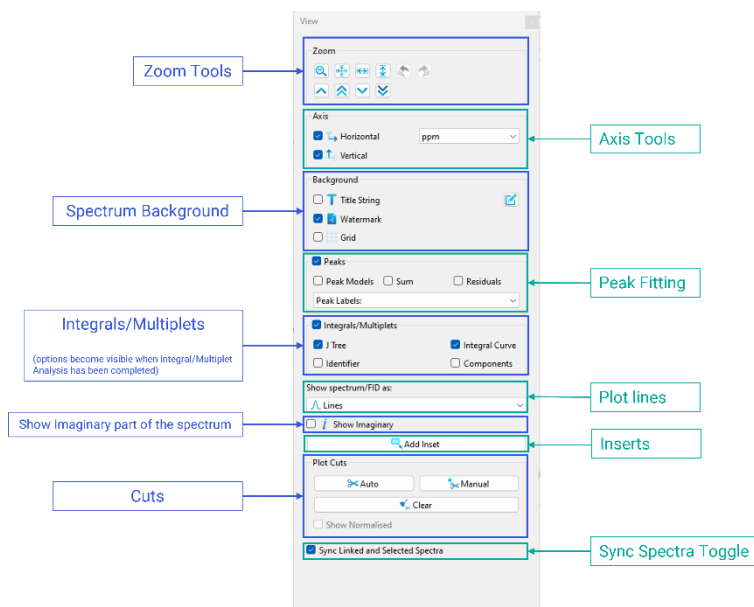 View
Zoom
Zoom Tools
Axis
Horizontal
ppm
Vertical
Axis Tools
Background
Title String
Watermark
Grid
Spectrum Background
Peaks
Peak Models
Sum
Residuals
Peak Labels:
Peak Fitting
Integrals/Multiplets
(options become visible when Integral/Multiplet
Analysis has been completed)
Integrals/Multiplets
J Tree
Integral Curve
Identifier
Components
Show spectrum/FID as:
Lines
Plot lines
Show Imaginary part of the spectrum
i Show Imaginary
Add Inset
Inserts
Plot Cuts
Auto
Manual
Clear
Show Normalised
Cuts
Sync Linked and Selected Spectra
Sync Spectra Toggle